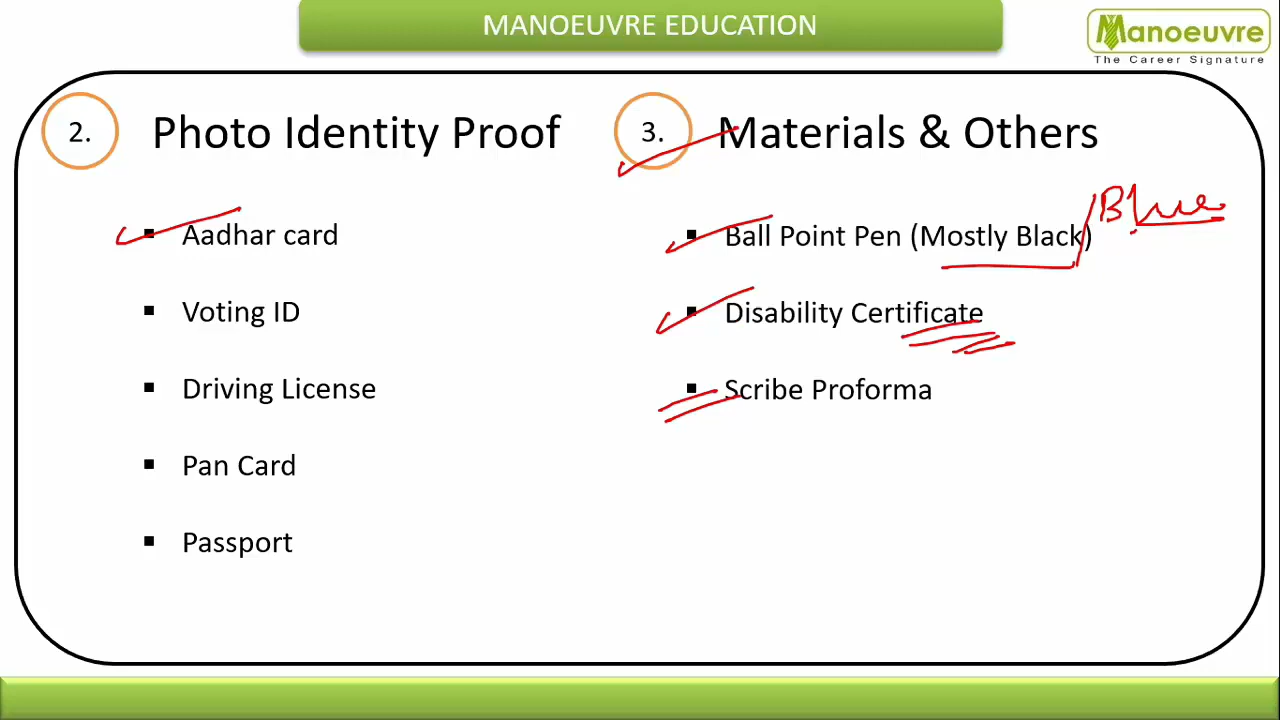 MANOEUVRE EDUCATION
Manoeuvre
The Career Signature
2. Photo Identity Proof
Aadhar card
Voting ID
Driving License
Pan Card
Passport
3. Materials & Others
Ball Point Pen (Mostly Black) / Blue
Disability Certificate
Scribe Proforma